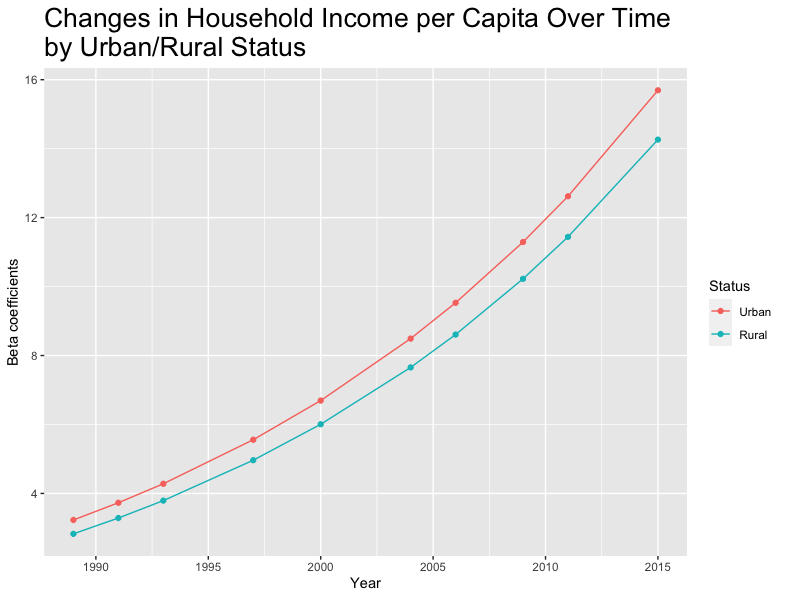 Changes in Household Income per Capita Over Time
by Urban/Rural Status
16
12
8
4
Beta coefficients
1990
1995
2000
2005
2010
2015
Year
Status
Urban
Rural